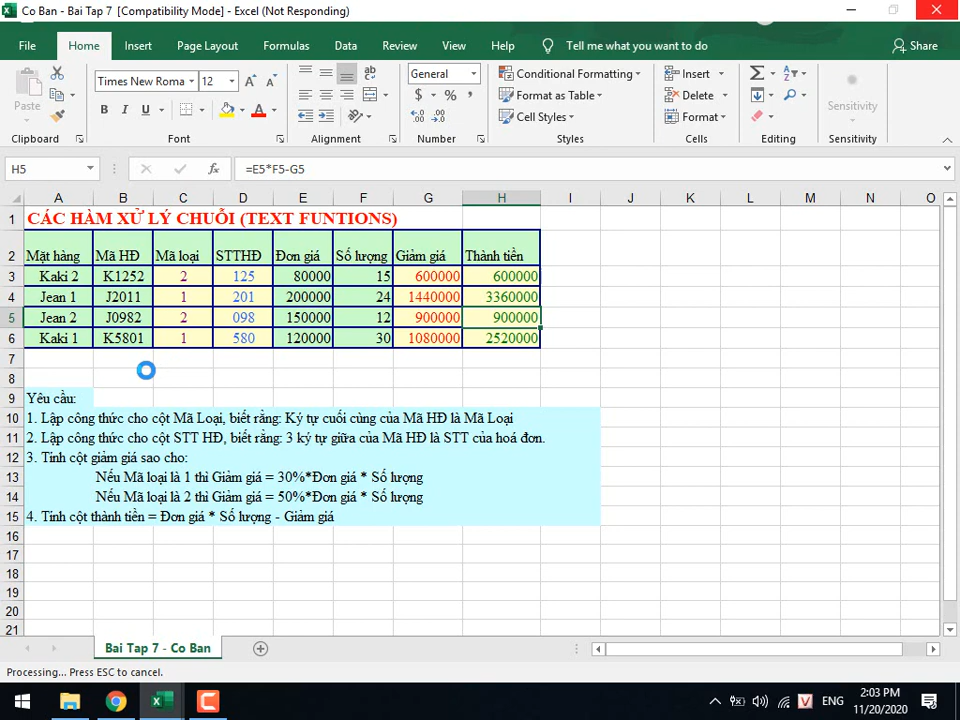 Co Ban - Bai Tap 7 [Compatibility Mode] - Excel (Not Responding)
File Home Insert Page Layout Formulas Data Review View Help Tell me what you want to do Share
Paste
Clipboard
Times New Roma 12
B I U A
Font
ab
Alignment
General
$ % ,
Number
Conditional Formatting
Format as Table
Cell Styles
Styles
Insert
Delete
Format
Cells
Editing
Sensitivity
Sensitivity
H5 fx =E5*F5-G5
A B C D E F G H I J K L M N O
1 CÁC HÀM XỬ LÝ CHUỖI (TEXT FUNTIONS)
2 Mặt hàng Mã HĐ Mã loại STTHĐ Đơn giá Số lượng Giảm giá Thành tiền
3 Kaki 2 K1252 2 125 80000 15 600000 600000
4 Jean 1 J2011 1 201 200000 24 1440000 3360000
5 Jean 2 J0982 2 098 150000 12 900000 900000
6 Kaki 1 K5801 1 580 120000 30 1080000 2520000
7
8
9 Yêu cầu:
10 1. Lập công thức cho cột Mã Loại, biết rằng: Ký tự cuối cùng của Mã HĐ là Mã Loại
11 2. Lập công thức cho cột STT HĐ, biết rằng: 3 ký tự giữa của Mã HĐ là STT của hoá đơn.
12 3. Tính cột giảm giá sao cho:
13 Nếu Mã loại là 1 thì Giảm giá = 30%*Đơn giá * Số lượng
14 Nếu Mã loại là 2 thì Giảm giá = 50%*Đơn giá * Số lượng
15 4. Tính cột thành tiền = Đơn giá * Số lượng - Giảm giá
16
17
18
19
20
21
Bai Tap 7 - Co Ban
Processing... Press ESC to cancel.
ENG 2:03 PM
11/20/2020